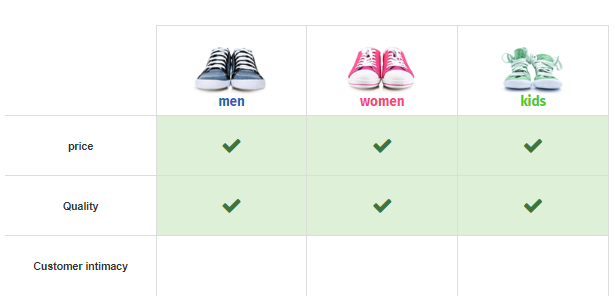 men women kids
price
Quality
Customer intimacy